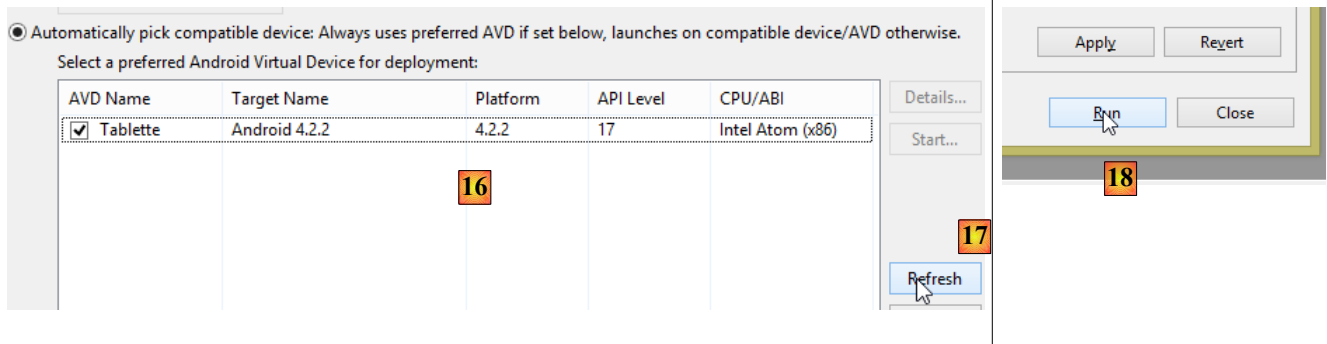 Automatically pick compatible device: Always uses preferred AVD if set below, launches on compatible device/AVD otherwise.
Select a preferred Android Virtual Device for deployment:
AVD Name Target Name Platform API Level CPU/ABI
Tablette Android 4.2.2 4.2.2 17 Intel Atom (x86)
Details...
Start...
16
17
Refresh
Apply Revert
Run Close
18